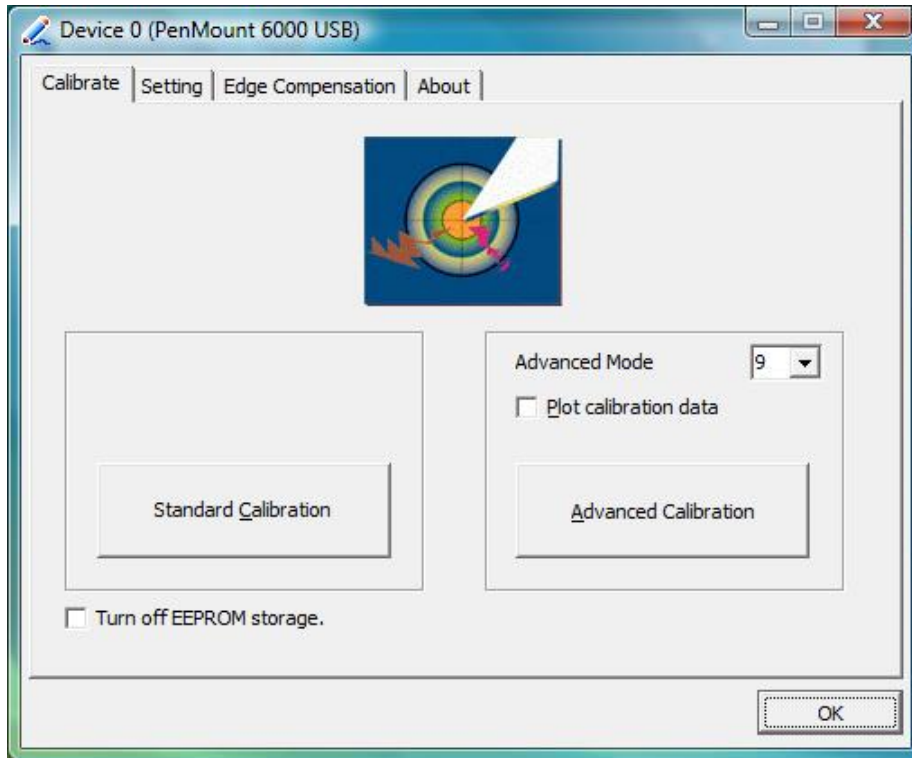 Device 0 (PenMount 6000 USB)
Calibrate Setting Edge Compensation About
Advanced Mode 9
Plot calibration data
Standard Calibration
Advanced Calibration
Turn off EEPROM storage.
OK